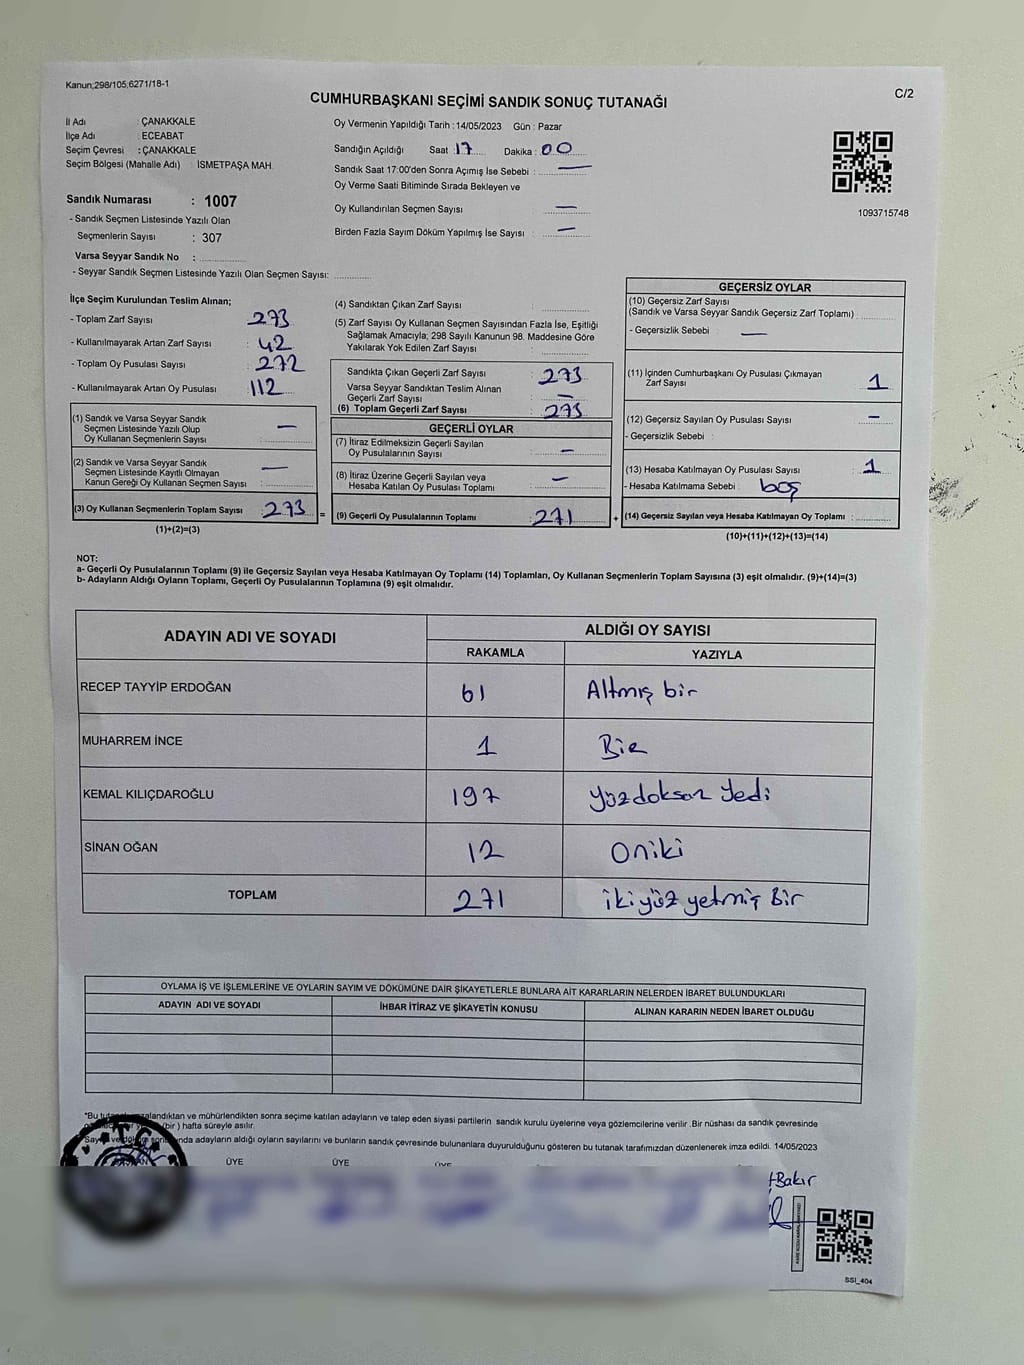 Kanun;298/105;6271/18-1
C/2
CUMHURBAŞKANI SEÇİMİ SANDIK SONUÇ TUTANAĞI
İl Adı : ÇANAKKALE
İlçe Adı : ECEABAT
Seçim Çevresi : ÇANAKKALE
Seçim Bölgesi (Mahalle Adı) : İSMETPAŞA MAH.
Sandık Numarası : 1007
- Sandık Seçmen Listesinde Yazılı Olan
Seçmenlerin Sayısı : 307
Varsa Seyyar Sandık No :
- Seyyar Sandık Seçmen Listesinde Yazılı Olan Seçmen Sayısı:
Oy Vermenin Yapıldığı Tarih : 14/05/2023 Gün : Pazar
Sandığın Açıldığı Saat : 17 Dakika : 00
Sandık Saat 17:00'den Sonra Açımış İse Sebebi : —
Oy Verme Saati Bitiminde Sırada Bekleyen ve
Oy Kullandırılan Seçmen Sayısı —
Birden Fazla Sayım Döküm Yapılmış İse Sayısı : —
1093715748
İlçe Seçim Kurulundan Teslim Alınan;
- Toplam Zarf Sayısı : 273
- Kullanılmayarak Artan Zarf Sayısı : 42
- Toplam Oy Pusulası Sayısı : 272
- Kullanılmayarak Artan Oy Pusulası : 112
(1) Sandık ve Varsa Seyyar Sandık
Seçmen Listesinde Yazılı Olup
Oy Kullanan Seçmenlerin Sayısı : —
(2) Sandık ve Varsa Seyyar Sandık
Seçmen Listesinde Kayıtlı Olmayan
Kanun Gereği Oy Kullanan Seçmen Sayısı : —
(3) Oy Kullanan Seçmenlerin Toplam Sayısı : 273 =
(1)+(2)=(3)
(4) Sandıktan Çıkan Zarf Sayısı :
(5) Zarf Sayısı Oy Kullanan Seçmen Sayısından Fazla İse, Eşitliği
Sağlamak Amacıyla; 298 Sayılı Kanunun 98. Maddesine Göre
Yakılarak Yok Edilen Zarf Sayısı :
Sandıkta Çıkan Geçerli Zarf Sayısı : 273
Varsa Seyyar Sandıktan Teslim Alınan
Geçerli Zarf Sayısı : —
(6) Toplam Geçerli Zarf Sayısı : 273
GEÇERLİ OYLAR
(7) İtiraz Edilmeksizin Geçerli Sayılan
Oy Pusulalarının Sayısı : —
(8) İtiraz Üzerine Geçerli Sayılan veya
Hesaba Katılan Oy Pusulası Toplamı : —
(9) Geçerli Oy Pusulalarının Toplamı : 271 +
GEÇERSİZ OYLAR
(10) Geçersiz Zarf Sayısı
(Sandık ve Varsa Seyyar Sandık Geçersiz Zarf Toplamı)
- Geçersizlik Sebebi : —
(11) İçinden Cumhurbaşkanı Oy Pusulası Çıkmayan
Zarf Sayısı 1
(12) Geçersiz Sayılan Oy Pusulası Sayısı : —
- Geçersizlik Sebebi :
(13) Hesaba Katılmayan Oy Pusulası Sayısı : 1
- Hesaba Katılmama Sebebi : boş
(14) Geçersiz Sayılan veya Hesaba Katılmayan Oy Toplamı :
(10)+(11)+(12)+(13)=(14)
NOT:
a- Geçerli Oy Pusulalarının Toplamı (9) ile Geçersiz Sayılan veya Hesaba Katılmayan Oy Toplamı (14) Toplamları, Oy Kullanan Seçmenlerin Toplam Sayısına (3) eşit olmalıdır. (9)+(14)=(3)
b- Adayların Aldığı Oyların Toplamı, Geçerli Oy Pusulalarının Toplamına (9) eşit olmalıdır.
ADAYIN ADI VE SOYADI ALDIĞI OY SAYISI
RAKAMLA YAZIYLA
RECEP TAYYİP ERDOĞAN 61 Altmış bir
MUHARREM İNCE 1 Bir
KEMAL KILIÇDAROĞLU 197 Yüzdoksan Yedi
SİNAN OĞAN 12 Oniki
TOPLAM 271 ikiyüz yetmiş Bir
OYLAMA İŞ VE İŞLEMLERİNE VE OYLARIN SAYIM VE DÖKÜMÜNE DAİR ŞİKAYETLERLE BUNLARA AİT KARARLARIN NELERDEN İBARET BULUNDUKLARI
ADAYIN ADI VE SOYADI İHBAR İTİRAZ VE ŞİKAYETİN KONUSU ALINAN KARARIN NEDEN İBARET OLDUĞU
*Bu zalandıktan ve mühürlendikten sonra seçime katılan adayların ve talep eden siyasi partilerin sandık kurulu üyelerine veya gözlemcilerine verilir .Bir nüshası da sandık çevresinde
(bir ) hafta süreyle asılır.
adayların aldığı oyların sayılarını ve bunların sandık çevresinde bulunanlara duyurulduğunu gösteren bu tutanak tarafımızdan düzenlenerek imza edildi. 14/05/2023
ÜYE ÜYE ÜYE
Bakır
SSI_404